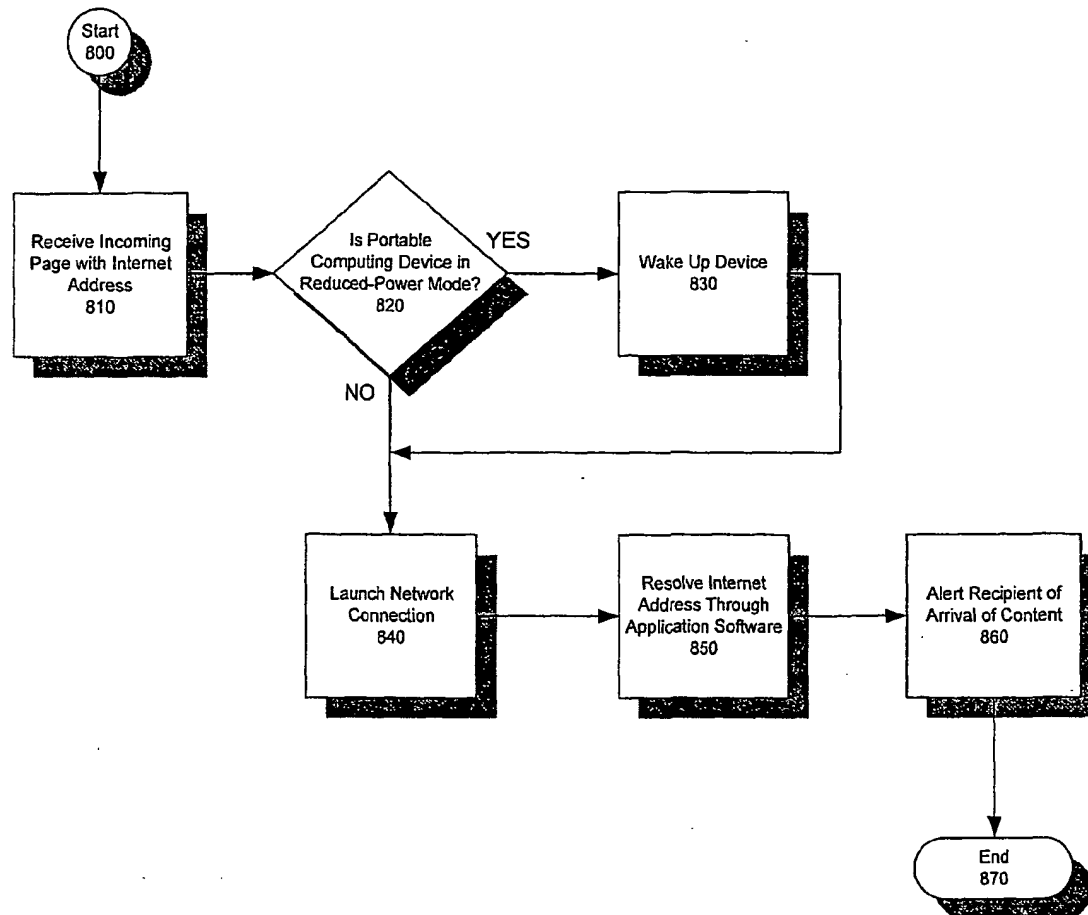 Start
800
Receive Incoming
Page with Internet
Address
810
Is Portable
Computing Device in
Reduced-Power Mode?
820
YES
Wake Up Device
830
NO
Launch Network
Connection
840
Resolve Internet
Address Through
Application Software
850
Alert Recipient of
Arrival of Content
860
End
870